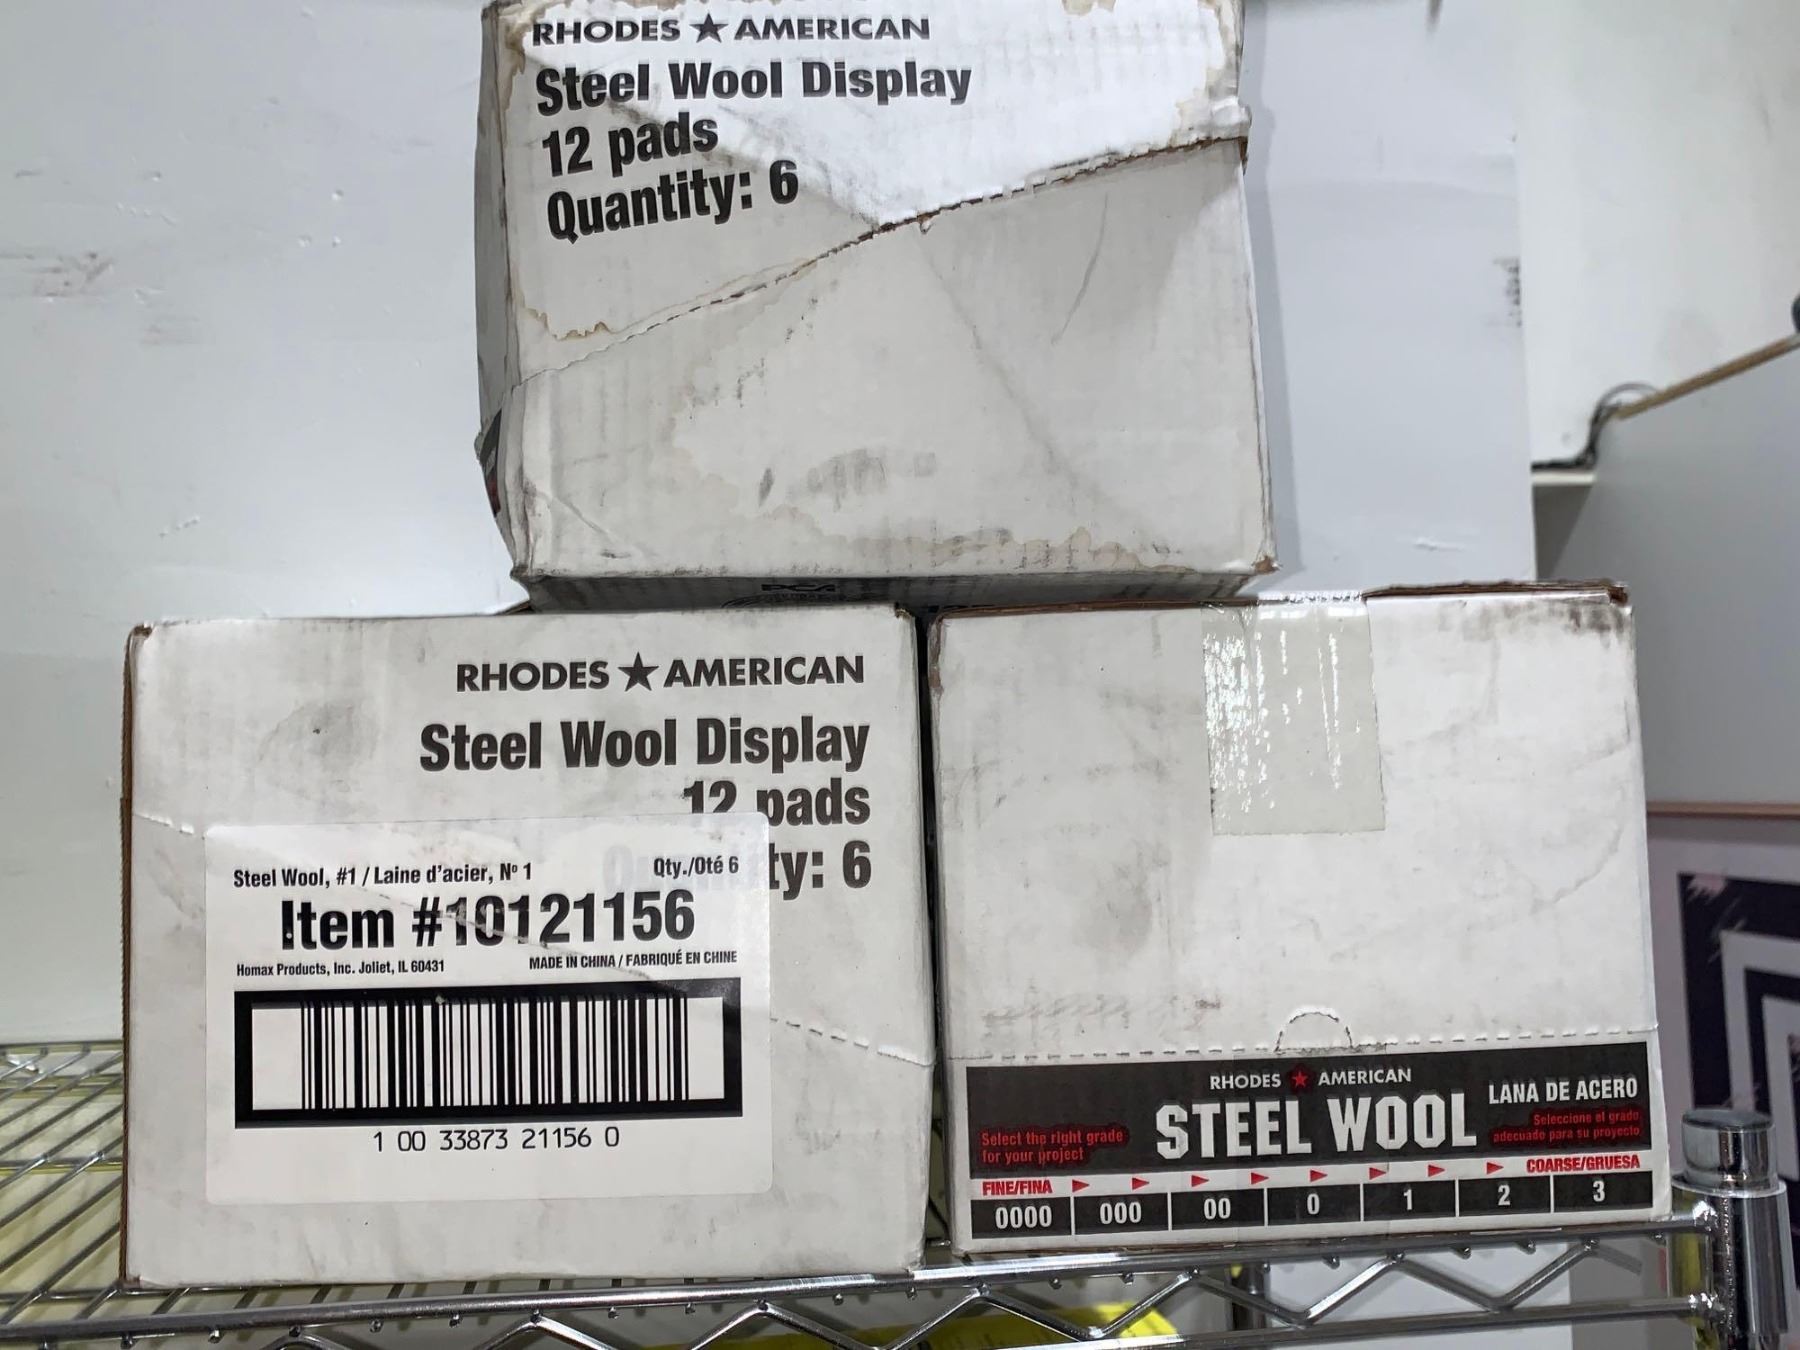 RHODES ★ AMERICAN
Steel Wool Display
12 pads
Quantity: 6
RHODES ★ AMERICAN
Steel Wool Display
12 pads
ty: 6
Steel Wool, #1 / Laine d'acier, Nº 1 Qty./Qté 6
Item #10121156
Homax Products, Inc. Joliet, IL 60431 MADE IN CHINA / FABRIQUÉ EN CHINE
1 00 33873 21156 0
RHODES ★ AMERICAN
STEEL WOOL
LANA DE ACERO
Select the right grade
for your project
Seleccione el grado
adecuado para su proyecto
FINE/FINA COARSE/GRUESA
0000 000 00 0 1 2 3